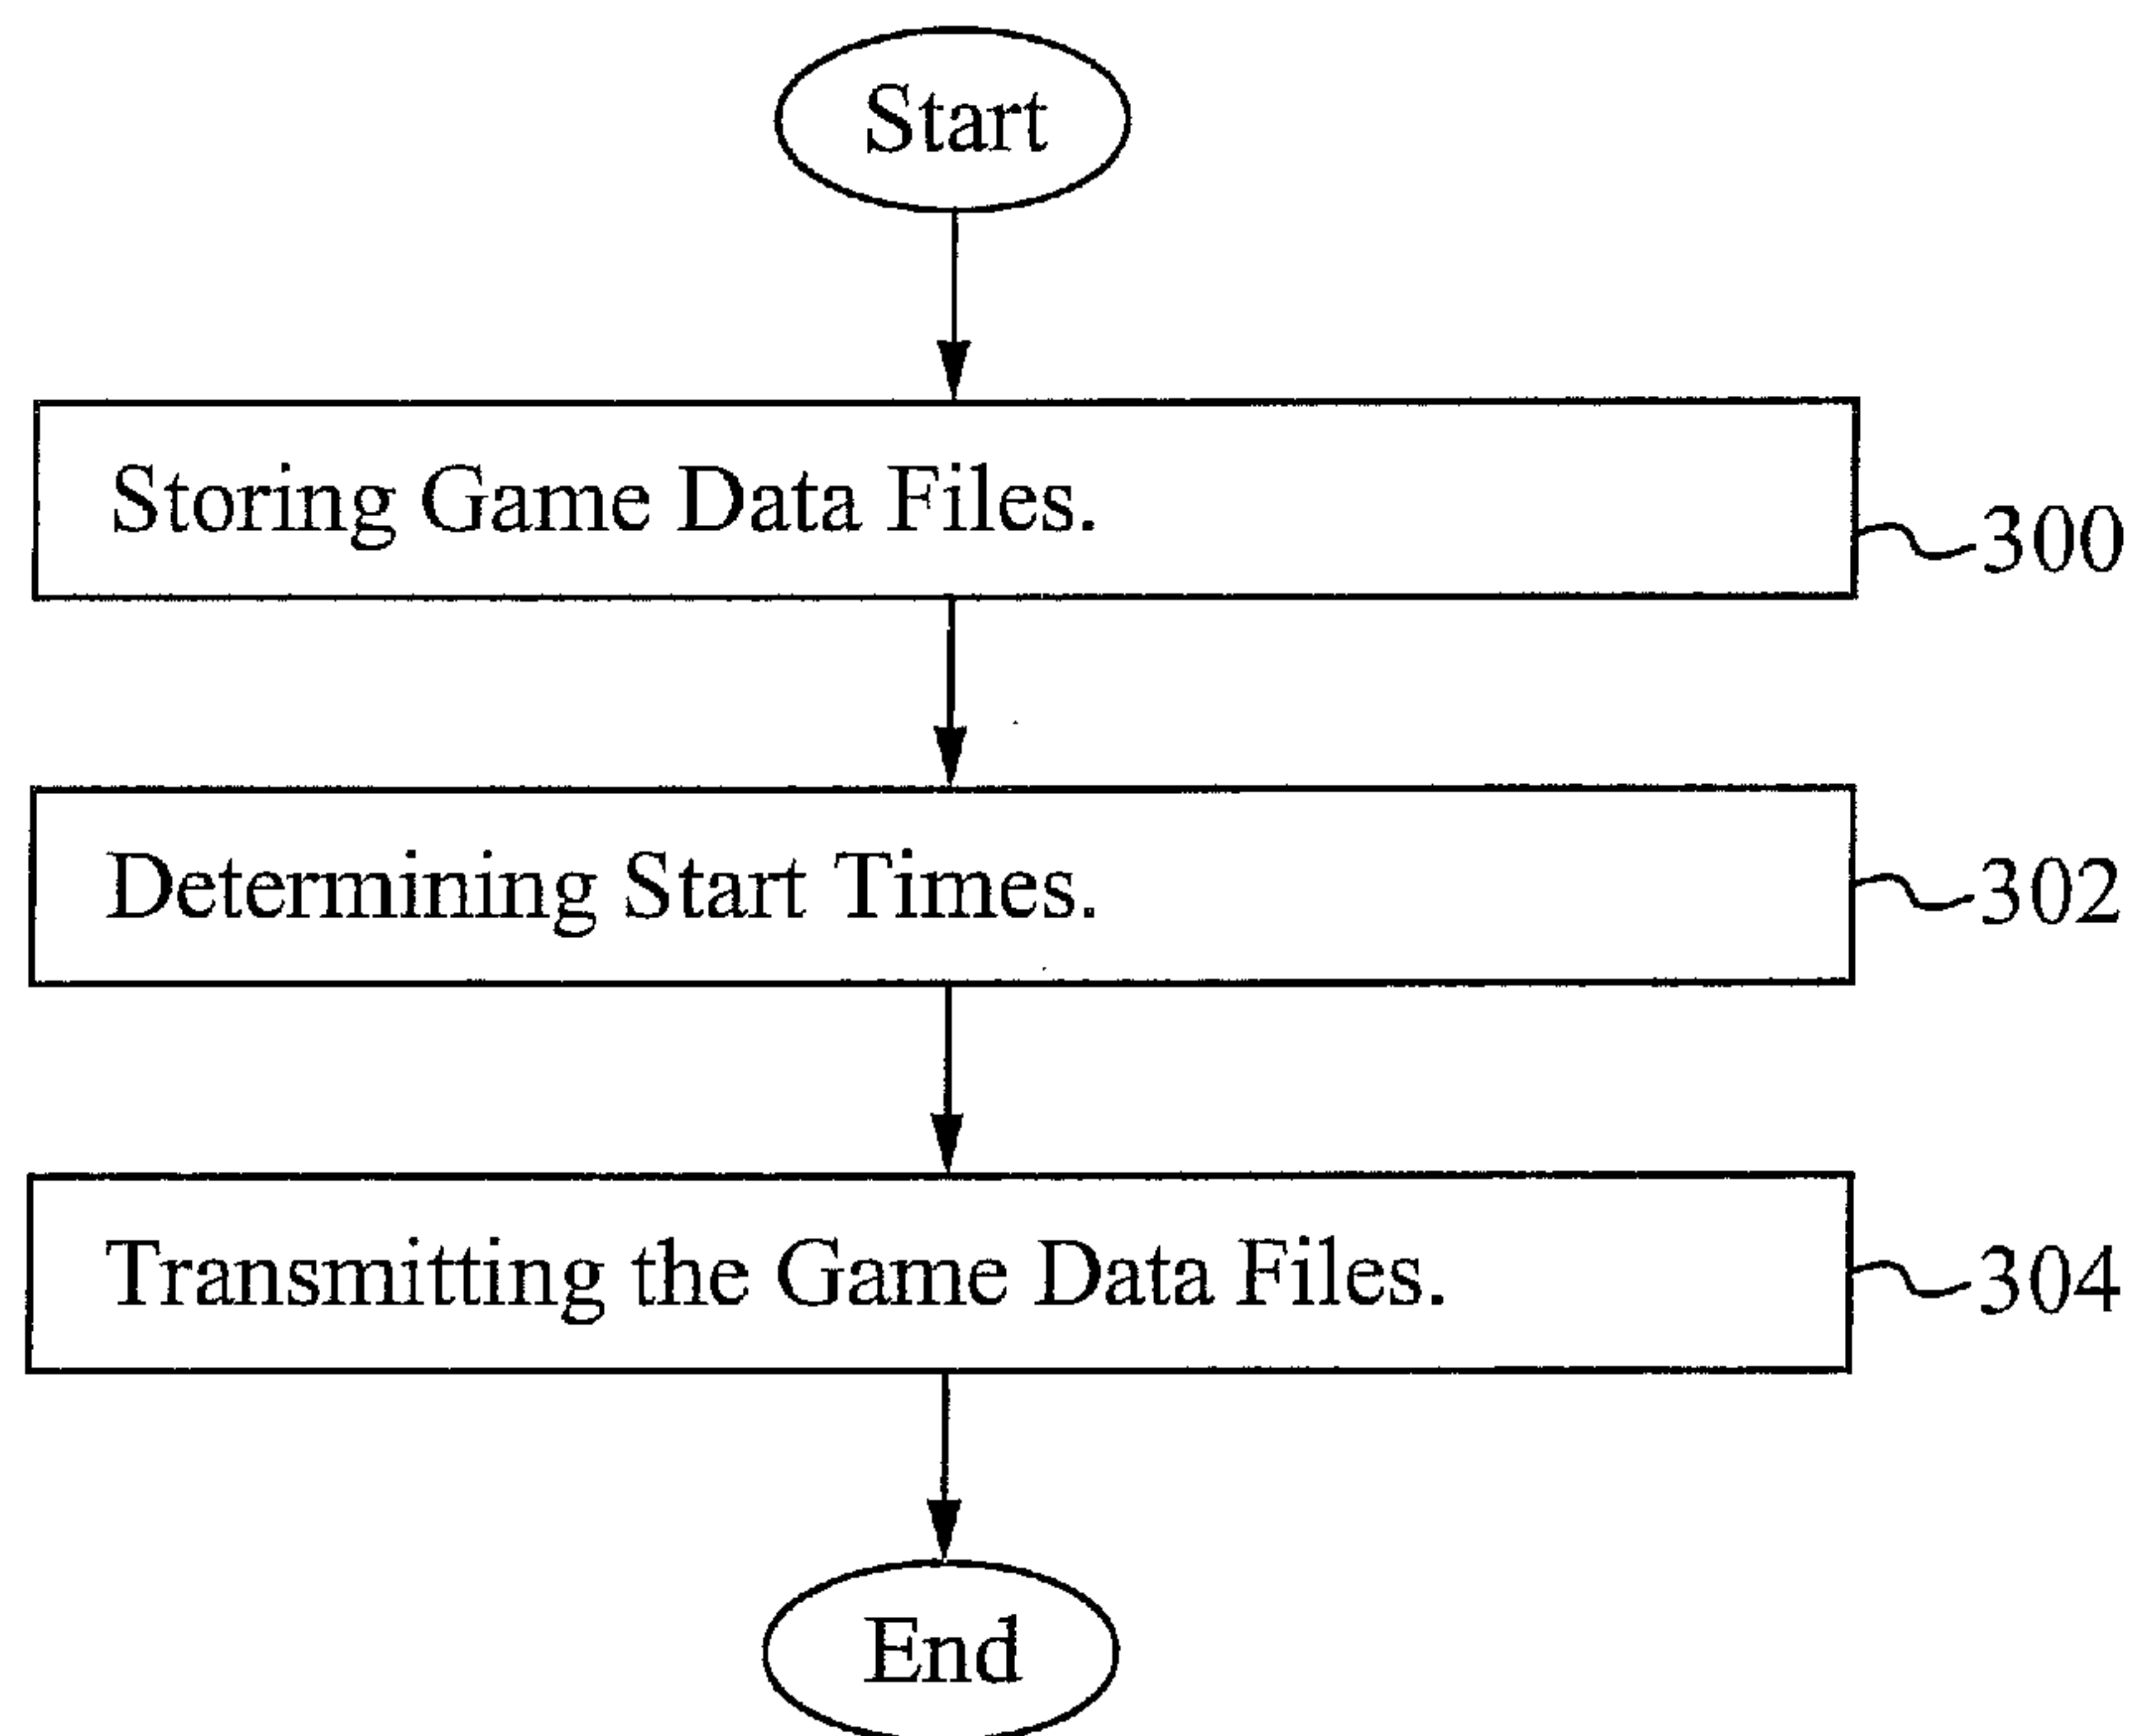 Start
Storing Game Data Files.
300
Determining Start Times.
302
Transmitting the Game Data Files.
304
End